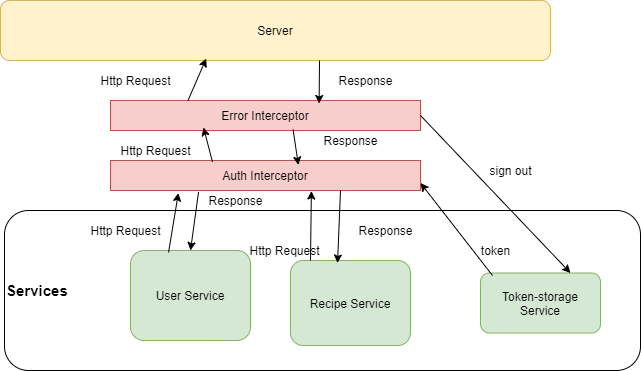 Server
Http Request
Response
Error Interceptor
Http Request
Response
Auth Interceptor
sign out
Http Request
Response
Http Request
Response
token
Services
User Service
Recipe Service
Token-storage
Service